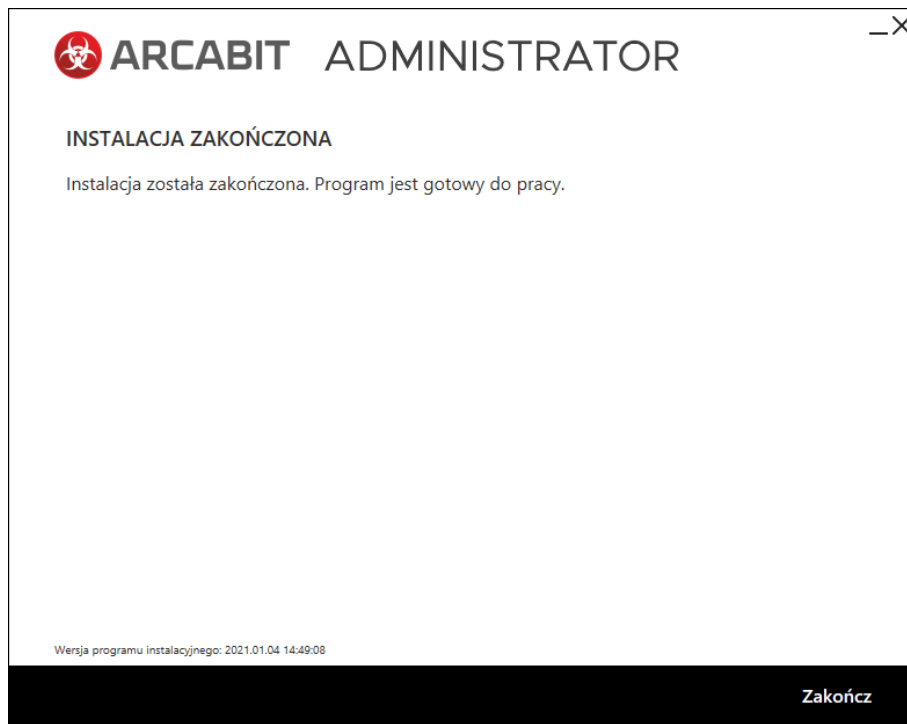 ARCABIT ADMINISTRATOR
INSTALACJA ZAKOŃCZONA
Instalacja została zakończona. Program jest gotowy do pracy.
Wersja programu instalacyjnego: 2021.01.04 14:49:08
Zakończ